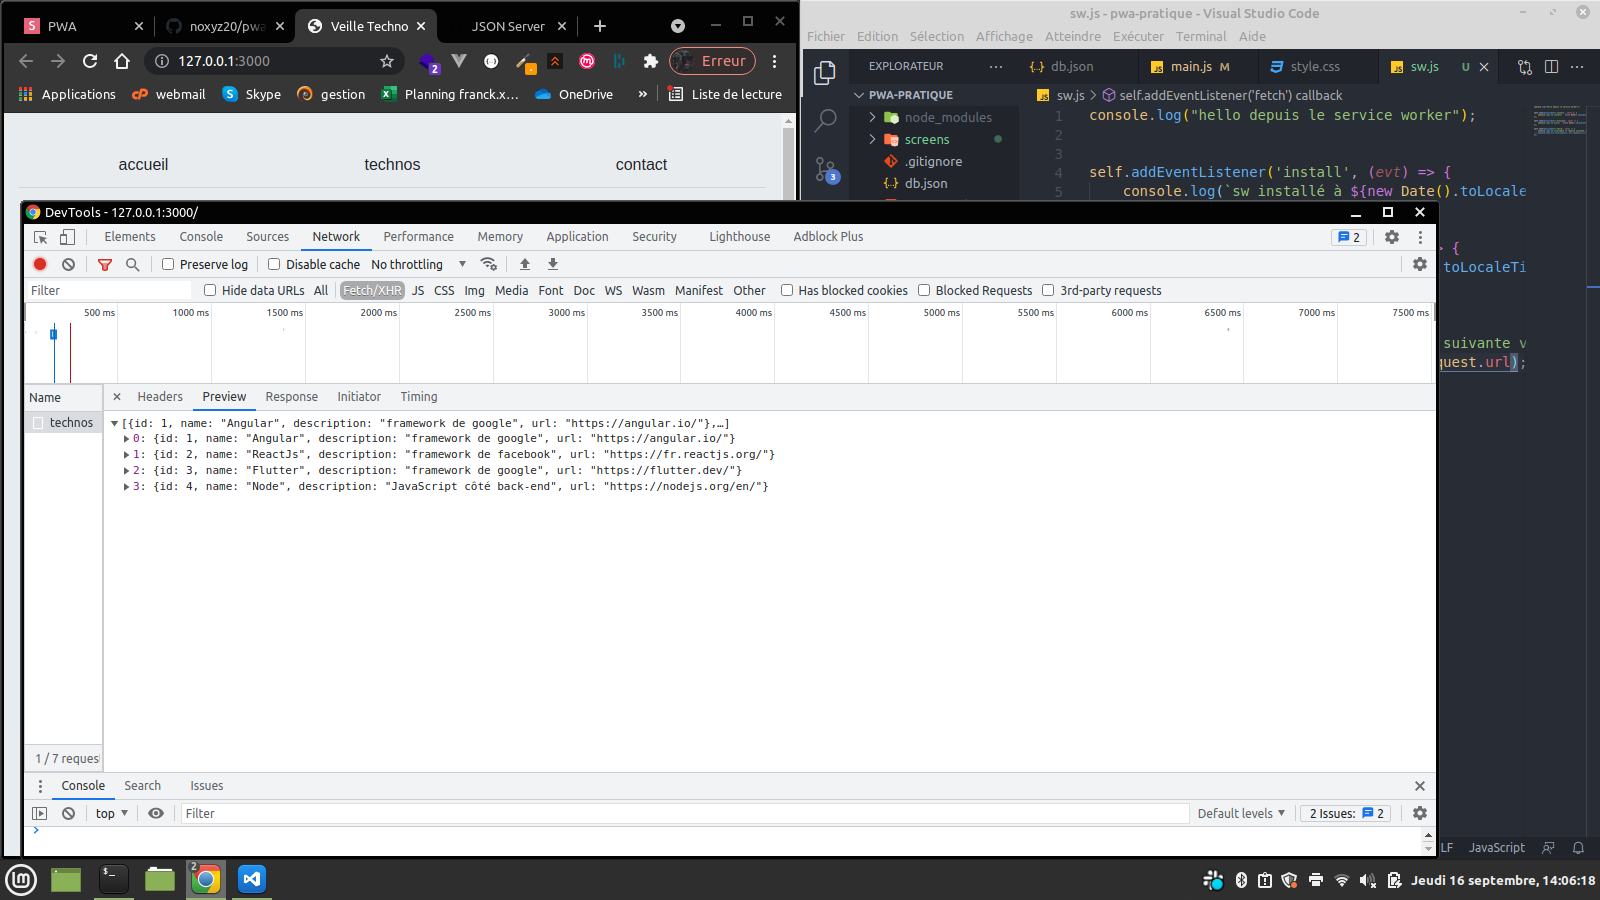 PWA
noxyz20/pwa
Veille Techno
JSON Server
127.0.0.1:3000
2
Erreur
Applications
webmail
Skype
gestion
Planning franck.x...
OneDrive
»
Liste de lecture
accueil
technos
contact
sw.js - pwa-pratique - Visual Studio Code
Fichier Edition Sélection Affichage Atteindre Exécuter Terminal Aide
EXPLORATEUR
db.json
main.js M
style.css
sw.js U
PWA-PRATIQUE
node_modules
screens
.gitignore
db.json
3
sw.js > self.addEventListener('fetch') callback
1 console.log("hello depuis le service worker");
2
3
4 self.addEventListener('install', (evt) => {
5 console.log(`sw installé à ${new Date().toLocale
> {
toLocaleTi
suivante v
quest.url);
DevTools - 127.0.0.1:3000/
Elements Console Sources Network Performance Memory Application Security Lighthouse Adblock Plus
2
Preserve log Disable cache No throttling
Filter Hide data URLs All Fetch/XHR JS CSS Img Media Font Doc WS Wasm Manifest Other Has blocked cookies Blocked Requests 3rd-party requests
500 ms 1000 ms 1500 ms 2000 ms 2500 ms 3000 ms 3500 ms 4000 ms 4500 ms 5000 ms 5500 ms 6000 ms 6500 ms 7000 ms 7500 ms
Name
technos
1 / 7 reques
Headers Preview Response Initiator Timing
[{id: 1, name: "Angular", description: "framework de google", url: "https://angular.io/"},…]
0: {id: 1, name: "Angular", description: "framework de google", url: "https://angular.io/"}
1: {id: 2, name: "ReactJs", description: "framework de facebook", url: "https://fr.reactjs.org/"}
2: {id: 3, name: "Flutter", description: "framework de google", url: "https://flutter.dev/"}
3: {id: 4, name: "Node", description: "JavaScript côté back-end", url: "https://nodejs.org/en/"}
Console Search Issues
top Filter Default levels 2 Issues: 2
LF JavaScript
2
Jeudi 16 septembre, 14:06:18